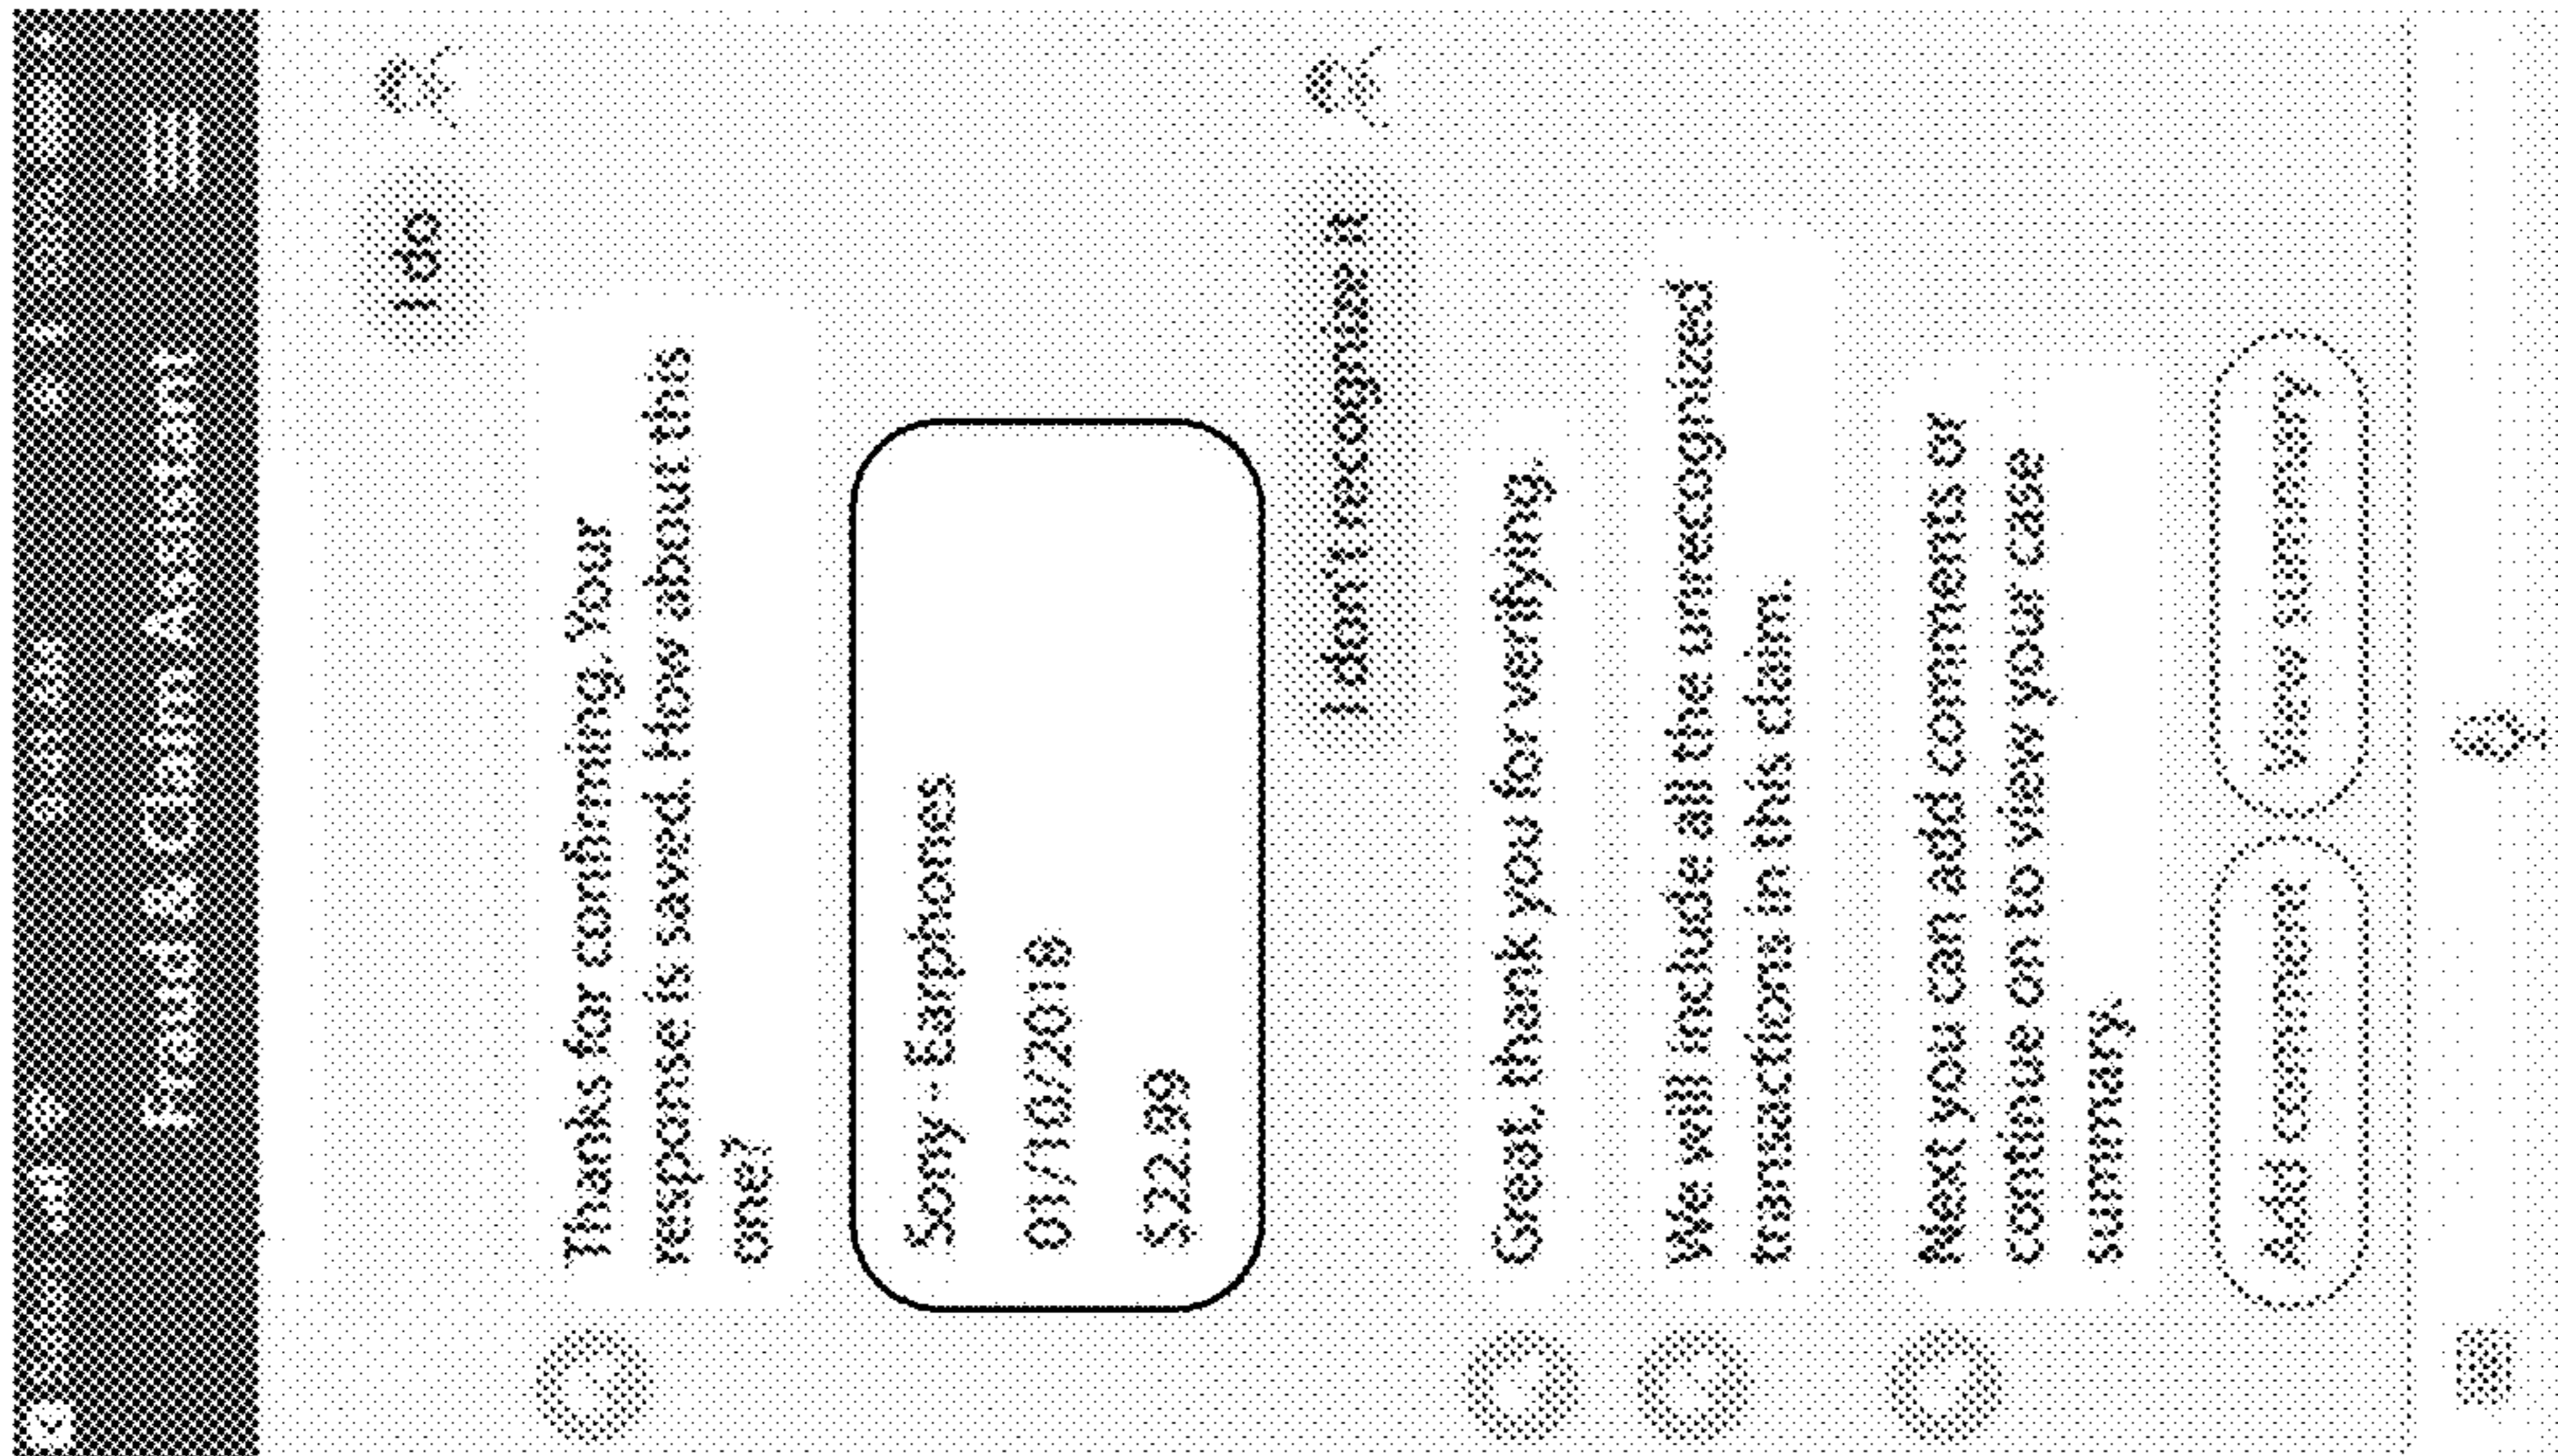 Fraud & Claim Assistant
I do
Thanks for confirming. Your
response is saved. How about this
one?
Sony - Earphones
01/10/2018
$22.99
I don't recognize it
Great, thank you for verifying.
We will include all the unrecognized
transactions in this claim.
Next you can add comments or
continue on to view your case
summary.
Add comment
View summary